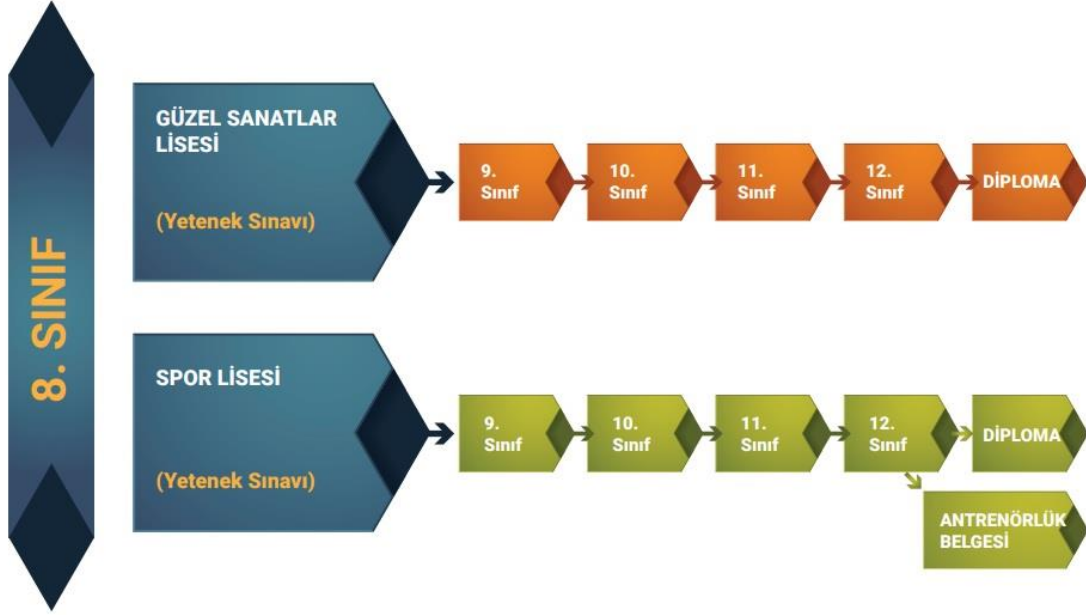 8. SINIF
GÜZEL SANATLAR
LİSESİ
(Yetenek Sınavı)
9.
Sınıf
10.
Sınıf
11.
Sınıf
12.
Sınıf
DİPLOMA
SPOR LİSESİ
(Yetenek Sınavı)
9.
Sınıf
10.
Sınıf
11.
Sınıf
12.
Sınıf
DİPLOMA
ANTRENÖRLÜK
BELGESİ